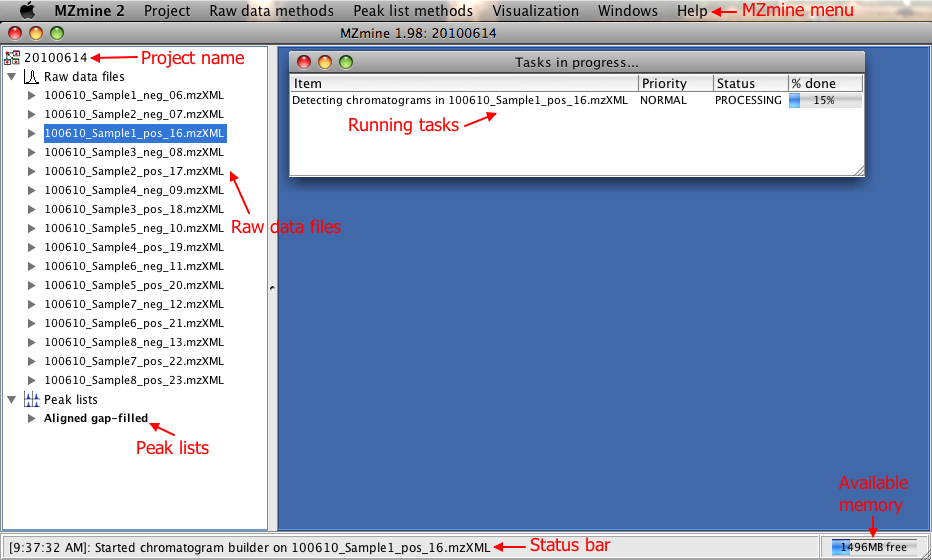 MZmine 2 Project Raw data methods Peak list methods Visualization Windows Help MZmine menu
MZmine 1.98: 20100614
20100614 Project name
Raw data files
100610_Sample1_neg_06.mzXML
100610_Sample2_neg_07.mzXML
100610_Sample1_pos_16.mzXML
100610_Sample3_neg_08.mzXML
100610_Sample2_pos_17.mzXML
100610_Sample4_neg_09.mzXML
100610_Sample3_pos_18.mzXML
100610_Sample5_neg_10.mzXML
100610_Sample4_pos_19.mzXML
100610_Sample6_neg_11.mzXML
100610_Sample5_pos_20.mzXML
100610_Sample7_neg_12.mzXML
100610_Sample6_pos_21.mzXML
100610_Sample8_neg_13.mzXML
100610_Sample7_pos_22.mzXML
100610_Sample8_pos_23.mzXML
Peak lists
Aligned gap-filled
Peak lists
Raw data files
Tasks in progress...
Item Priority Status % done
Detecting chromatograms in 100610_Sample1_pos_16.mzXML NORMAL PROCESSING 15%
Running tasks
Available
memory
[9:37:32 AM]: Started chromatogram builder on 100610_Sample1_pos_16.mzXML Status bar
1496MB free